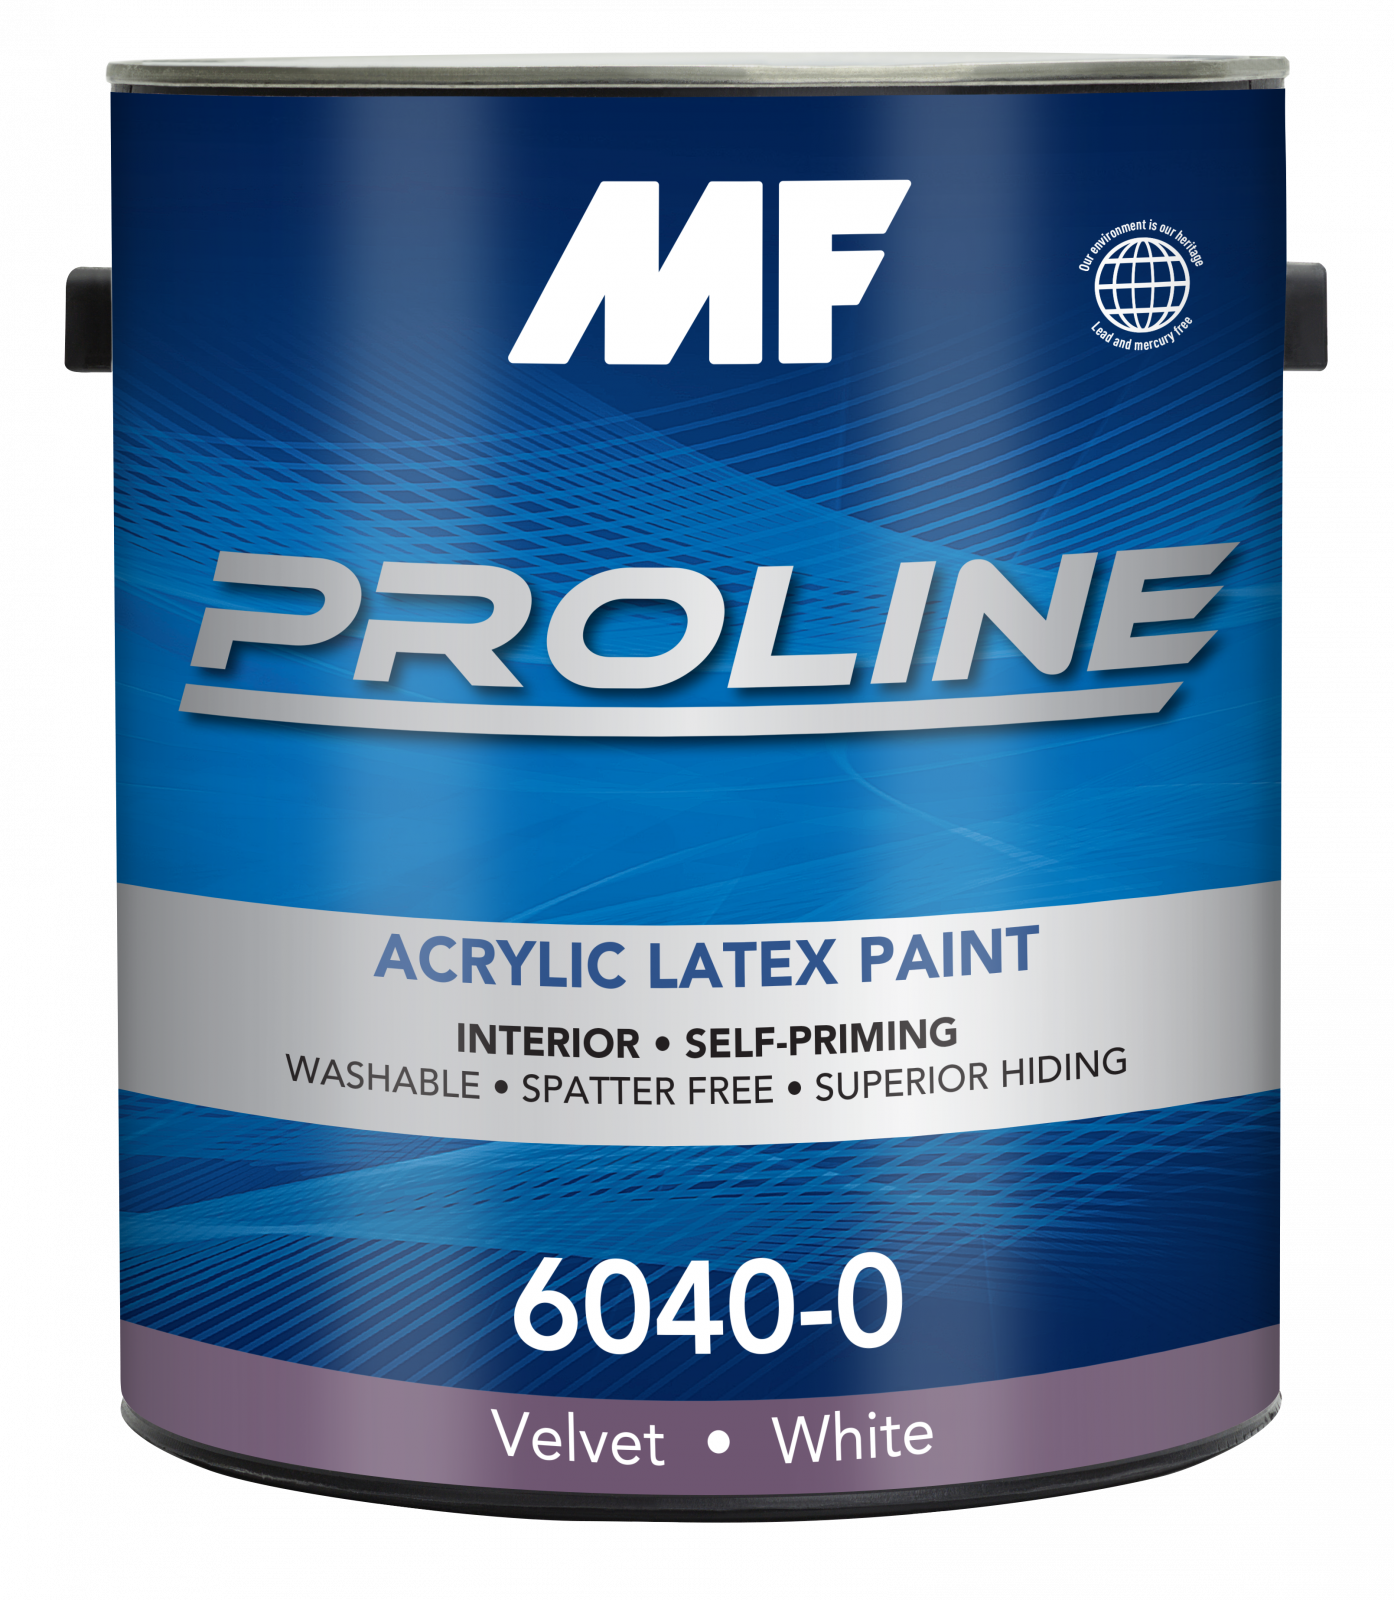 MF
Our environment is our heritage
Lead and mercury free
PROLINE
ACRYLIC LATEX PAINT
INTERIOR • SELF-PRIMING
WASHABLE • SPATTER FREE • SUPERIOR HIDING
6040-0
Velvet • White